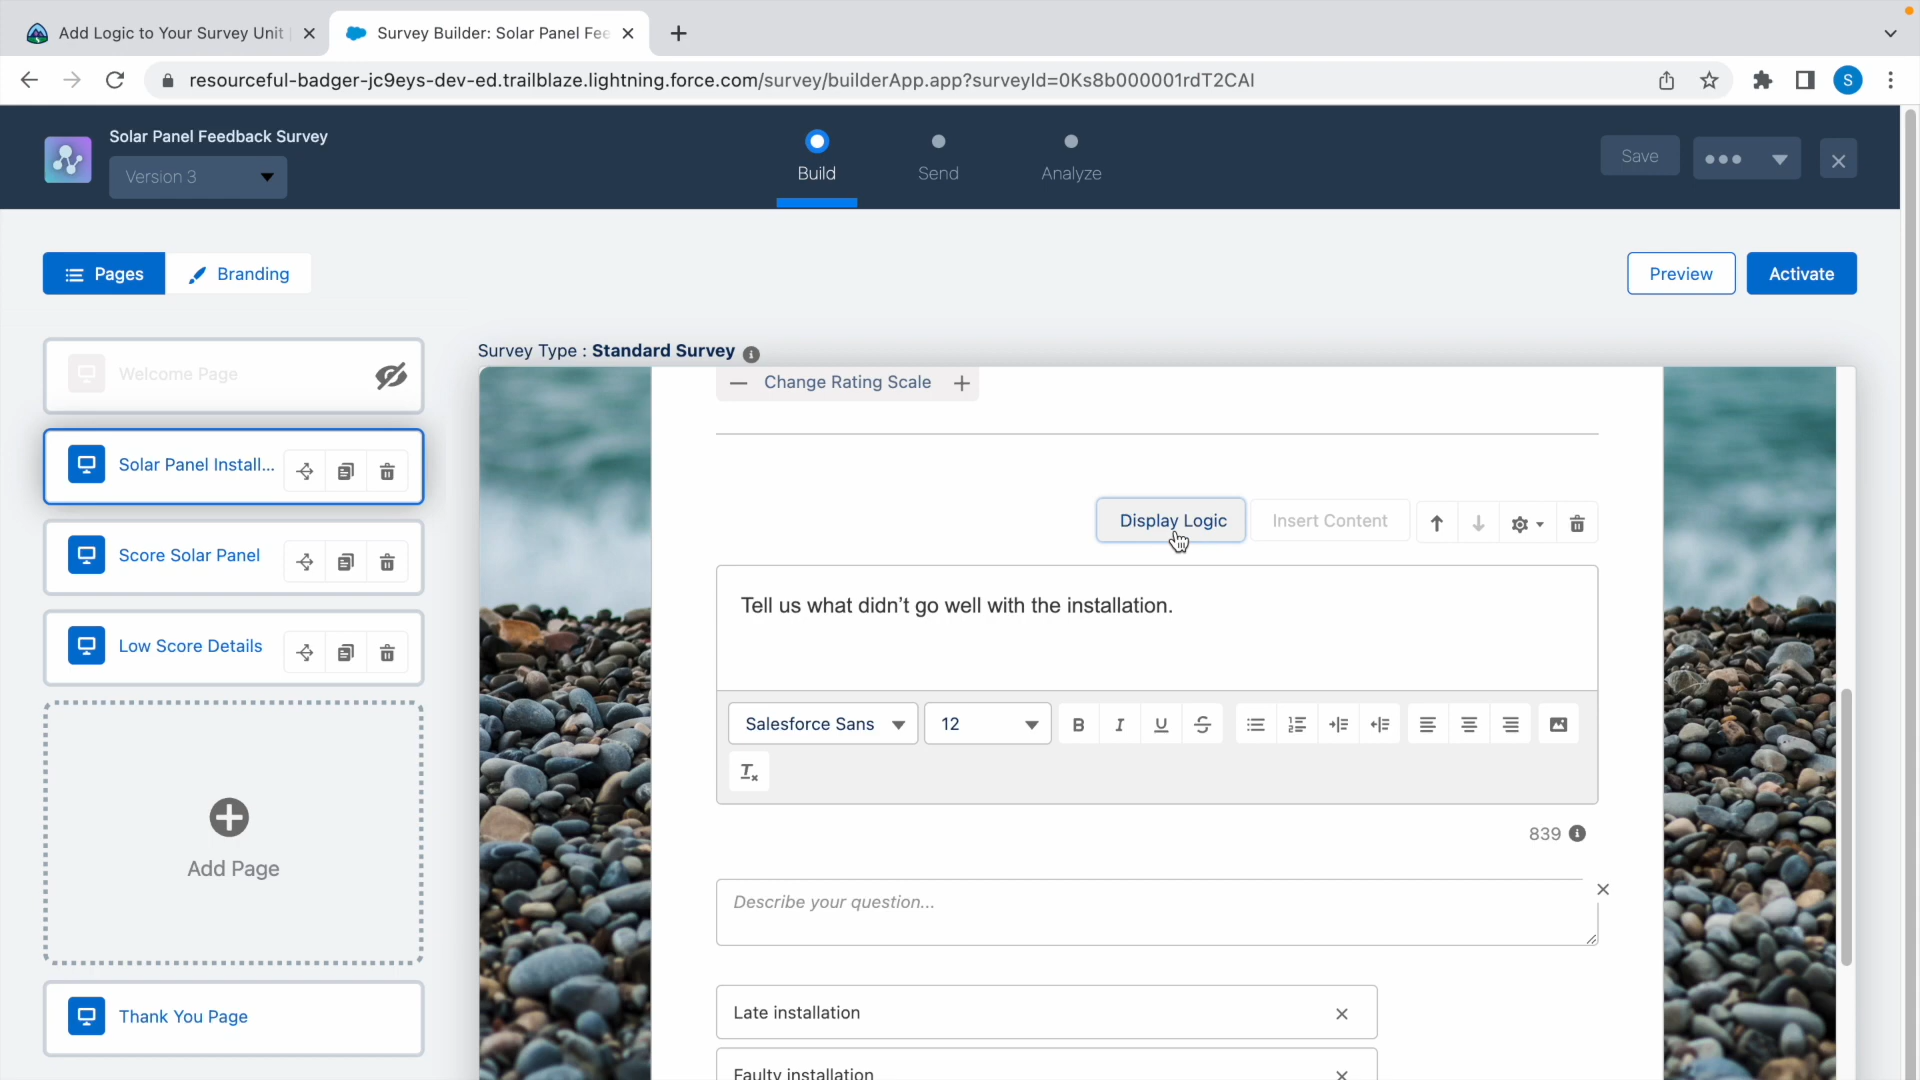 Add Logic to Your Survey Unit
Survey Builder: Solar Panel Fee
resourceful-badger-jc9eys-dev-ed.trailblaze.lightning.force.com/survey/builderApp.app?surveyId=0Ks8b000001rdT2CAI
S
Solar Panel Feedback Survey
Version 3
Build
Send
Analyze
Save
Pages
Branding
Preview
Activate
Survey Type : Standard Survey
Welcome Page
Solar Panel Install...
Score Solar Panel
Low Score Details
Add Page
Thank You Page
Change Rating Scale
Display Logic
Insert Content
Tell us what didn't go well with the installation.
Salesforce Sans
12
839
Describe your question...
Late installation
Faulty installation